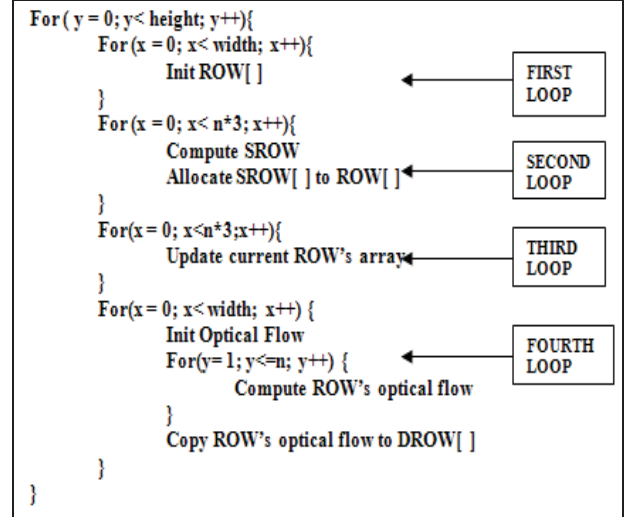 For ( y = 0; y< height; y++){
For (x = 0; x< width; x++){
Init ROW[ ]
}
For (x = 0; x< n*3; x++){
Compute SROW
Allocate SROW[ ] to ROW[ ]
}
For(x = 0; x<n*3;x++){
Update current ROW's array
}
For(x = 0; x< width; x++) {
Init Optical Flow
For(y= 1; y<=n; y++) {
Compute ROW's optical flow
}
Copy ROW's optical flow to DROW[ ]
}
}
FIRST
LOOP
SECOND
LOOP
THIRD
LOOP
FOURTH
LOOP